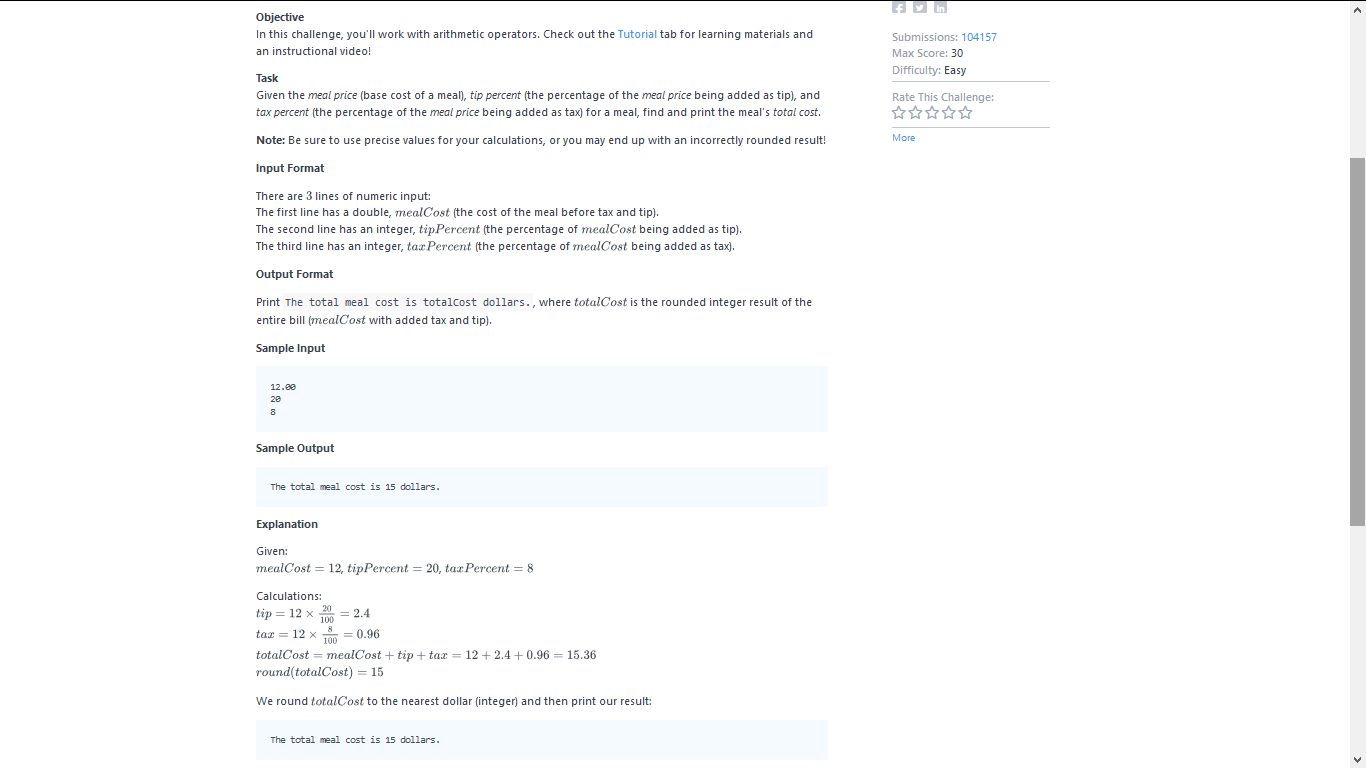 Objective
In this challenge, you'll work with arithmetic operators. Check out the Tutorial tab for learning materials and
an instructional video!
Task
Given the meal price (base cost of a meal), tip percent (the percentage of the meal price being added as tip), and
tax percent (the percentage of the meal price being added as tax) for a meal, find and print the meal's total cost.
Note: Be sure to use precise values for your calculations, or you may end up with an incorrectly rounded result!
Input Format
There are 3 lines of numeric input:
The first line has a double, mealCost (the cost of the meal before tax and tip).
The second line has an integer, tipPercent (the percentage of mealCost being added as tip).
The third line has an integer, taxPercent (the percentage of mealCost being added as tax).
Output Format
Print The total meal cost is totalCost dollars., where totalCost is the rounded integer result of the
entire bill (mealCost with added tax and tip).
Sample Input
12.00
20
8
Sample Output
The total meal cost is 15 dollars.
Explanation
Given:
mealCost = 12, tipPercent = 20, taxPercent = 8
Calculations:
tip = 12 × 20/100 = 2.4
tax = 12 × 8/100 = 0.96
totalCost = mealCost + tip + tax = 12 + 2.4 + 0.96 = 15.36
round(totalCost) = 15
We round totalCost to the nearest dollar (integer) and then print our result:
The total meal cost is 15 dollars.
Submissions: 104157
Max Score: 30
Difficulty: Easy
Rate This Challenge:
More